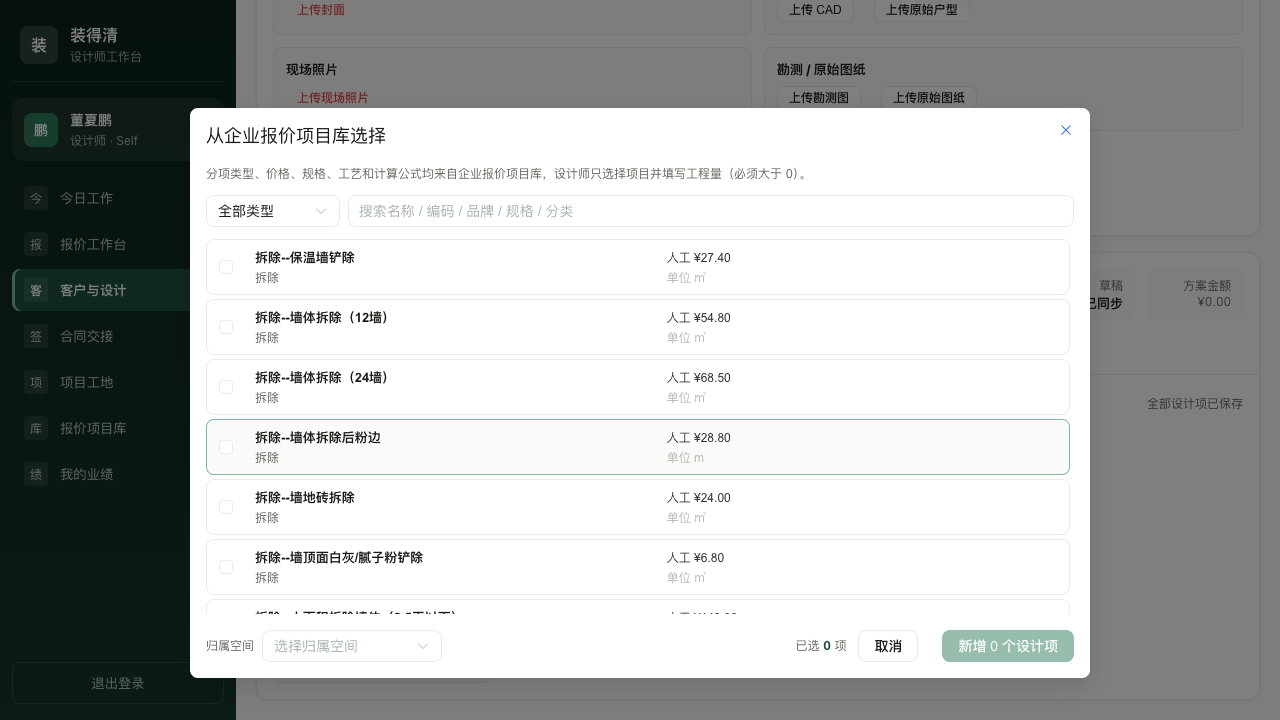 装
装得清
设计师工作台
鹏
董夏鹏
设计师 · Self
今 今日工作
报 报价工作台
客 客户与设计
签 合同交接
项 项目工地
库 报价项目库
绩 我的业绩
退出登录
上传封面
上传 CAD
上传原始户型
现场照片
上传现场照片
勘测 / 原始图纸
上传勘测图
上传原始图纸
草稿
已同步
方案金额
¥0.00
全部设计项已保存
从企业报价项目库选择
分项类型、价格、规格、工艺和计算公式均来自企业报价项目库，设计师只选择项目并填写工程量（必须大于 0）。
全部类型
搜索名称 / 编码 / 品牌 / 规格 / 分类
拆除--保温墙铲除
拆除
人工 ¥27.40
单位 ㎡
拆除--墙体拆除（12墙）
拆除
人工 ¥54.80
单位 ㎡
拆除--墙体拆除（24墙）
拆除
人工 ¥68.50
单位 ㎡
拆除--墙体拆除后粉边
拆除
人工 ¥28.80
单位 m
拆除--墙地砖拆除
拆除
人工 ¥24.00
单位 ㎡
拆除--墙顶面白灰/腻子粉铲除
拆除
人工 ¥6.80
单位 ㎡
归属空间
选择归属空间
已选 0 项
取消
新增 0 个设计项